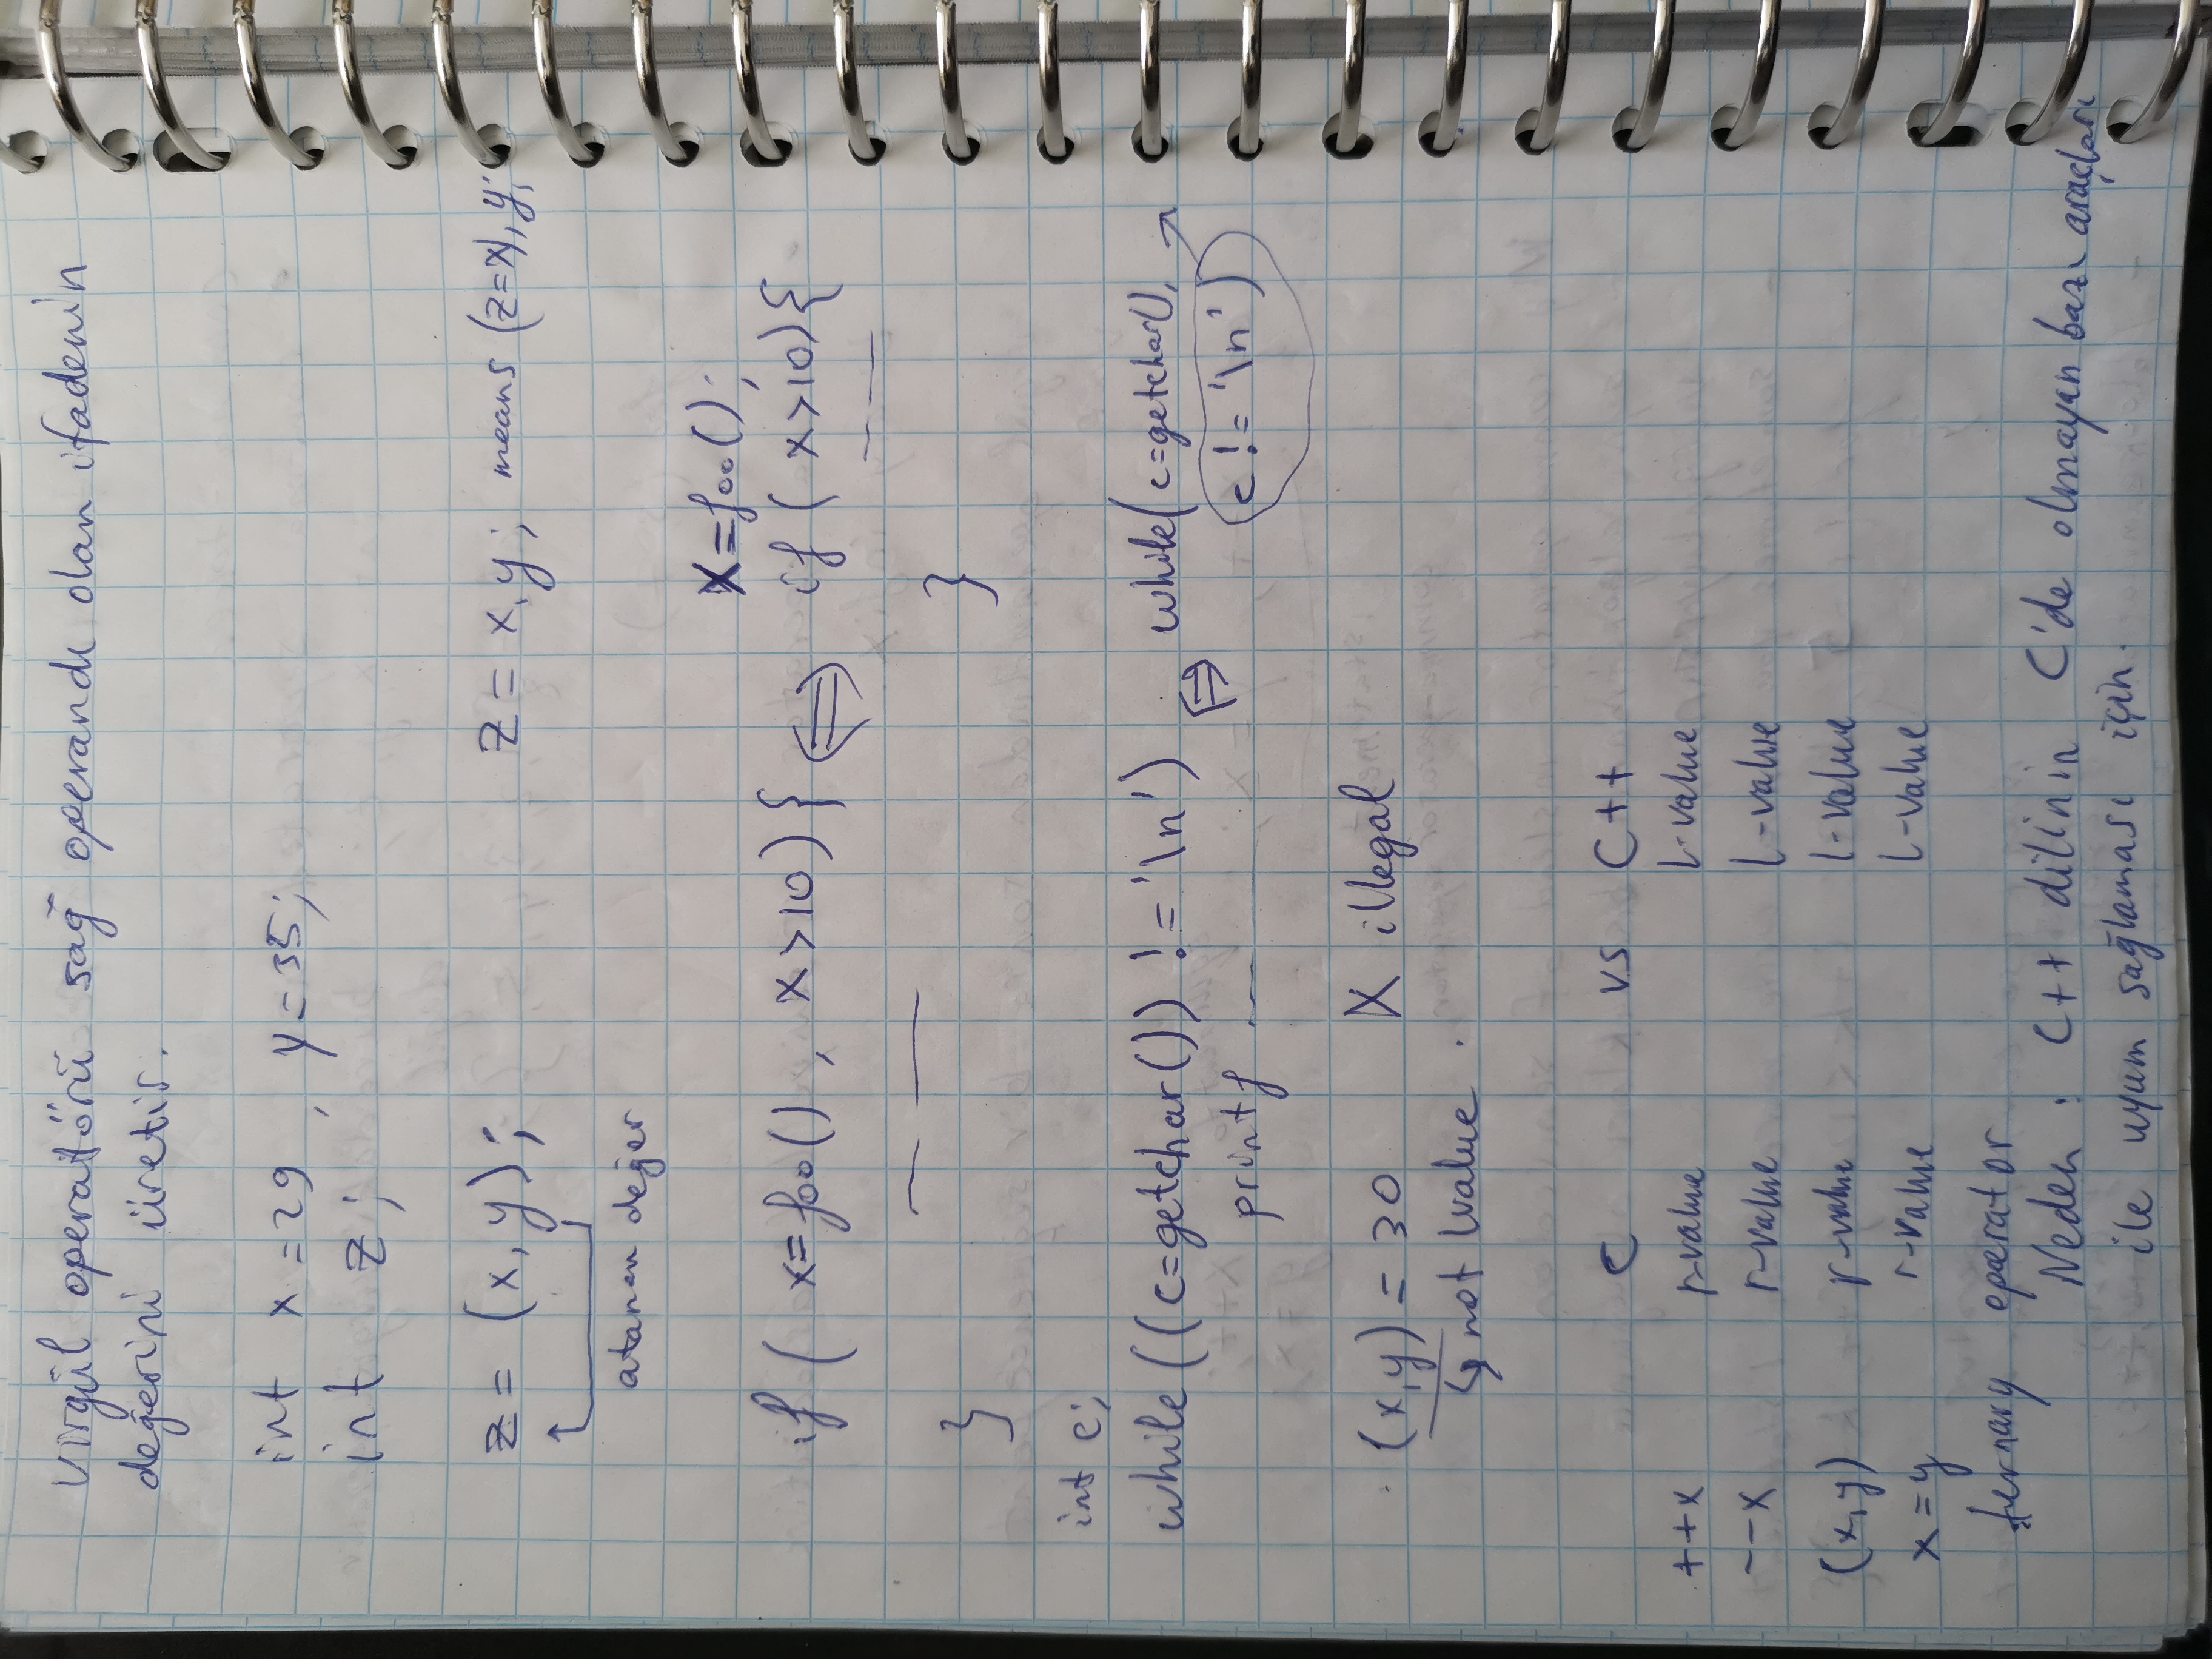 virgül operatörü sağ operandı olan ifadenin
değerini üretir.
int x = 29 , y = 35;
int z;
z = (x, y);
z = x, y; means (z=x), y;
atanan değer
x = foo();
if ( x = foo() , x > 10) {
if ( x > 10) {
}
}
int c;
while ((c=getchar()) != '\n')
while( c=getchar(),
printf
c != '\n')
(x, y) = 30 X illegal
not lvalue
C vs C++
++x r-value L-value
--x r-value L-value
(x, y) r-value l-value
x = y r-value L-value
ternary operator
Neden : C++ dilinin C'de olmayan bazı araçları
ile uyum sağlaması için.